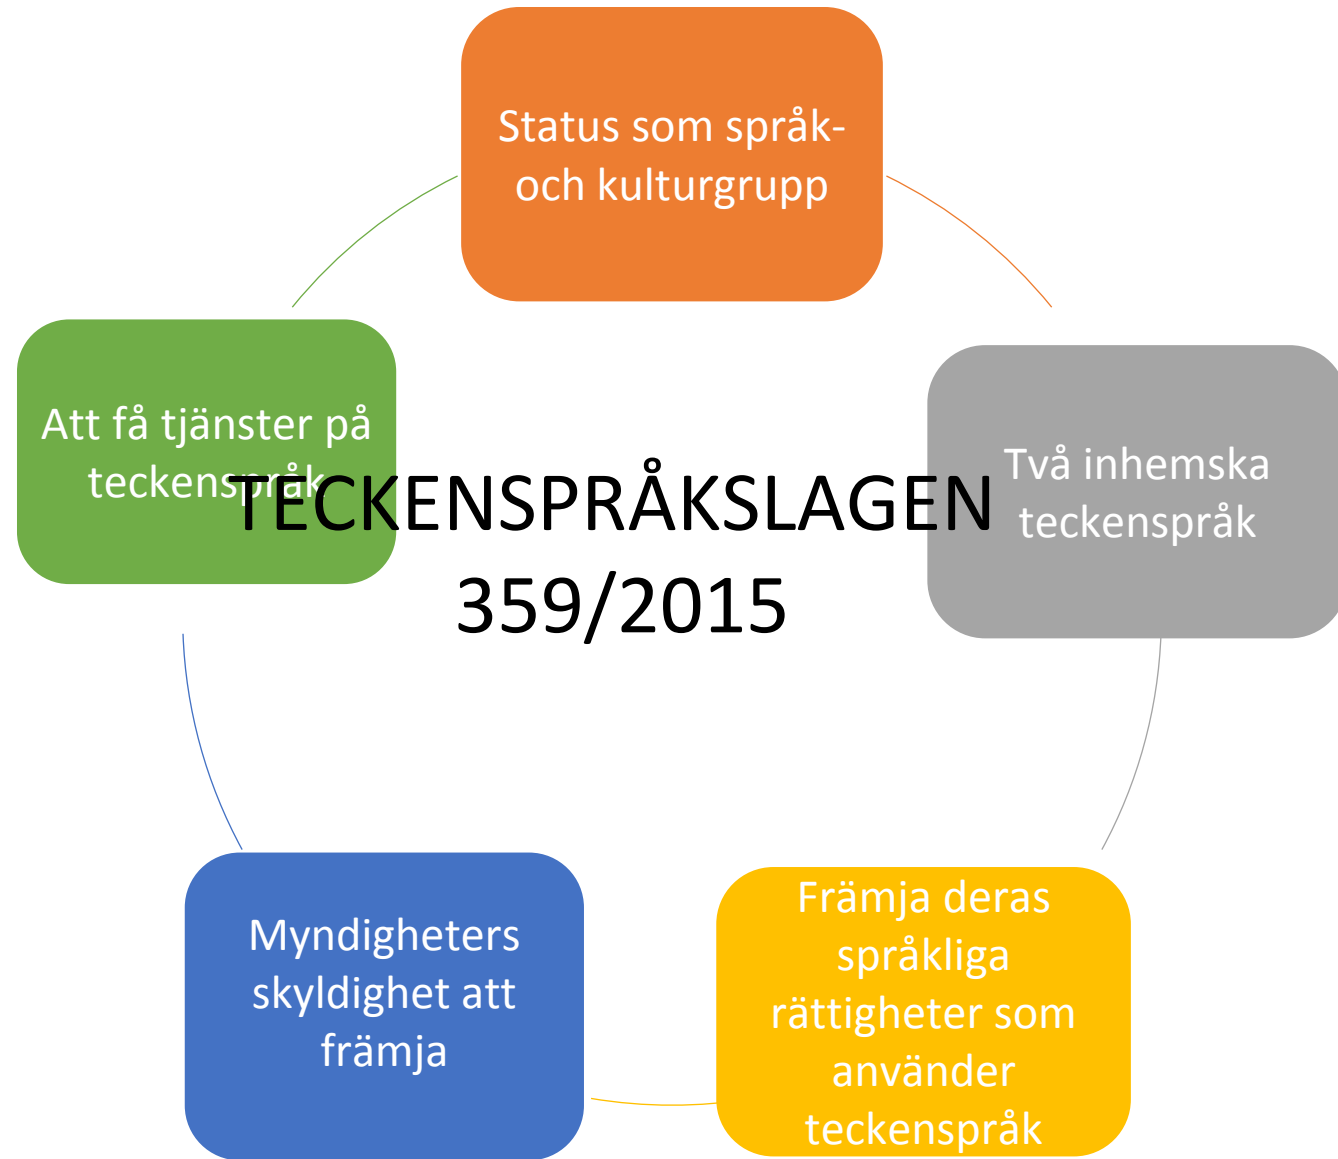 Status som språk-
och kulturgrupp
Två inhemska
teckenspråk
Främja deras
språkliga
rättigheter som
använder
teckenspråk
Myndigheters
skyldighet att
främja
Att få tjänster på
teckenspråk
TECKENSPRÅKSLAGEN
359/2015